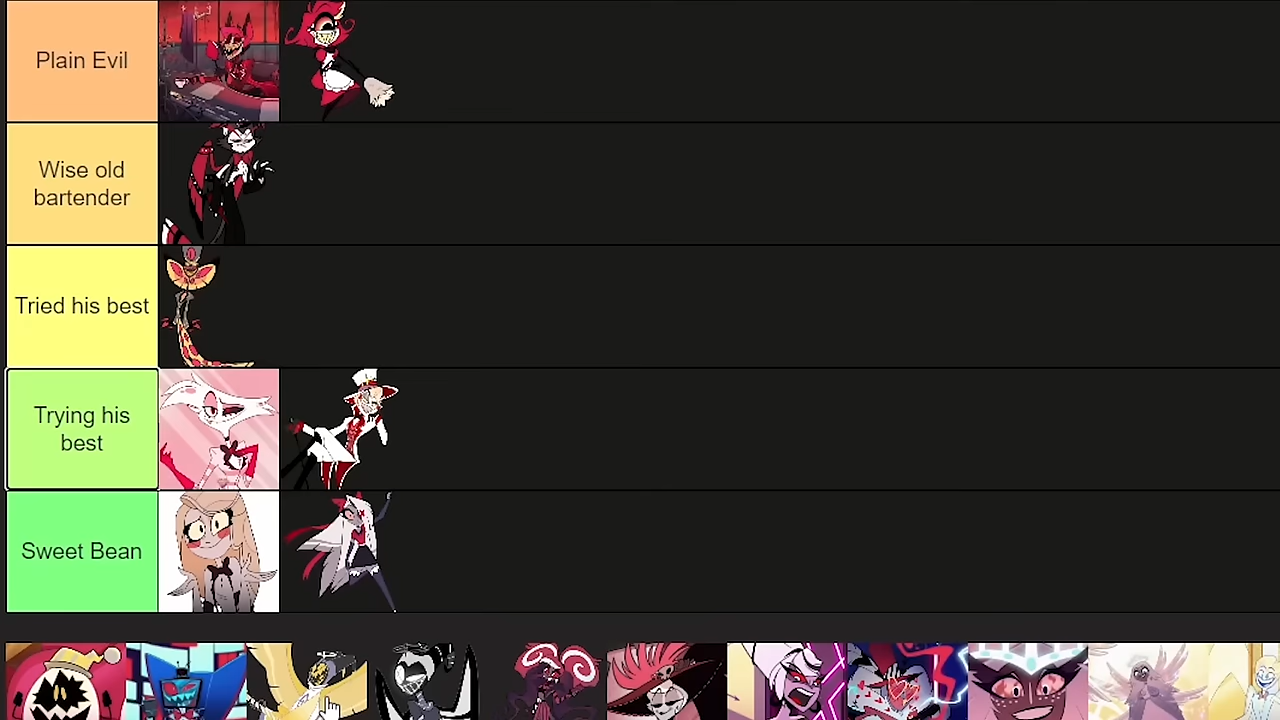 Plain Evil
Wise old
bartender
Tried his best
Trying his
best
Sweet Bean